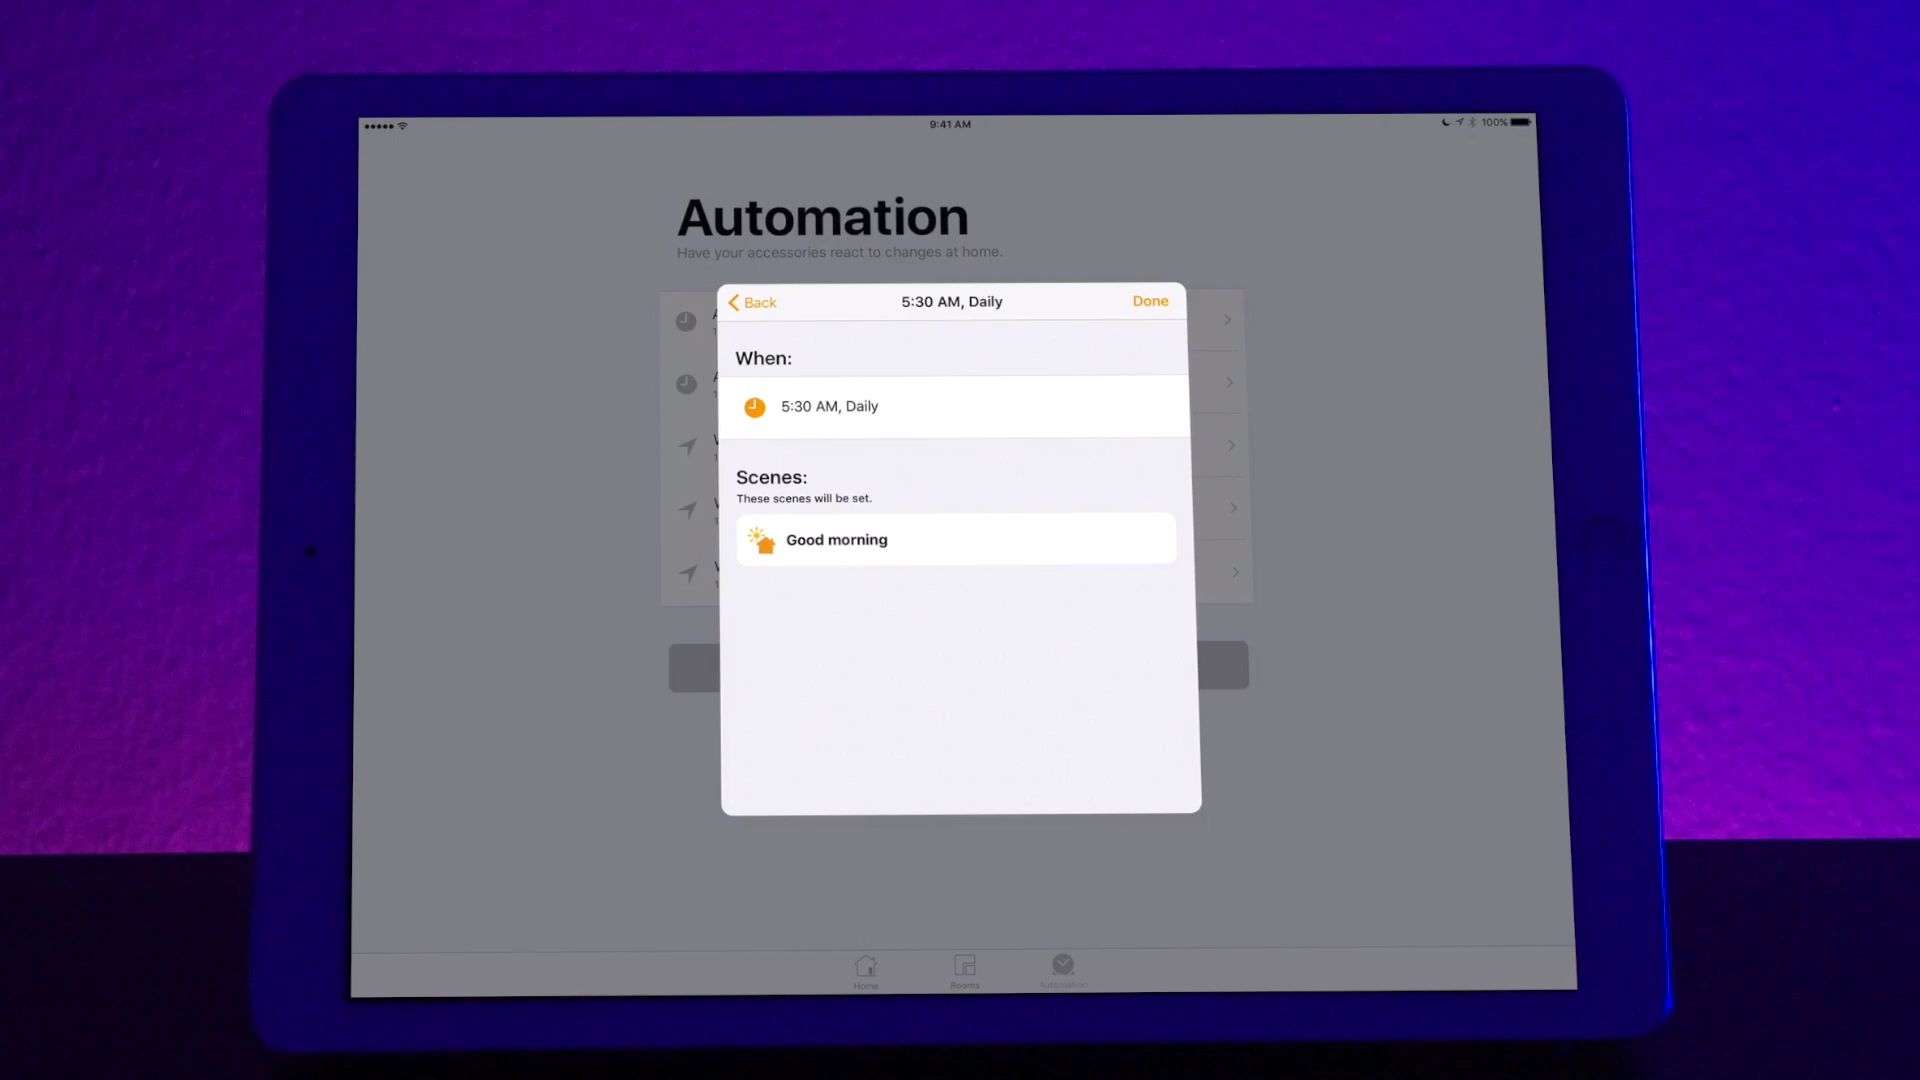 9:41 AM
100%
Automation
Have your accessories react to changes at home.
Back
5:30 AM, Daily
Done
When:
5:30 AM, Daily
Scenes:
These scenes will be set.
Good morning
Home
Rooms
Automation